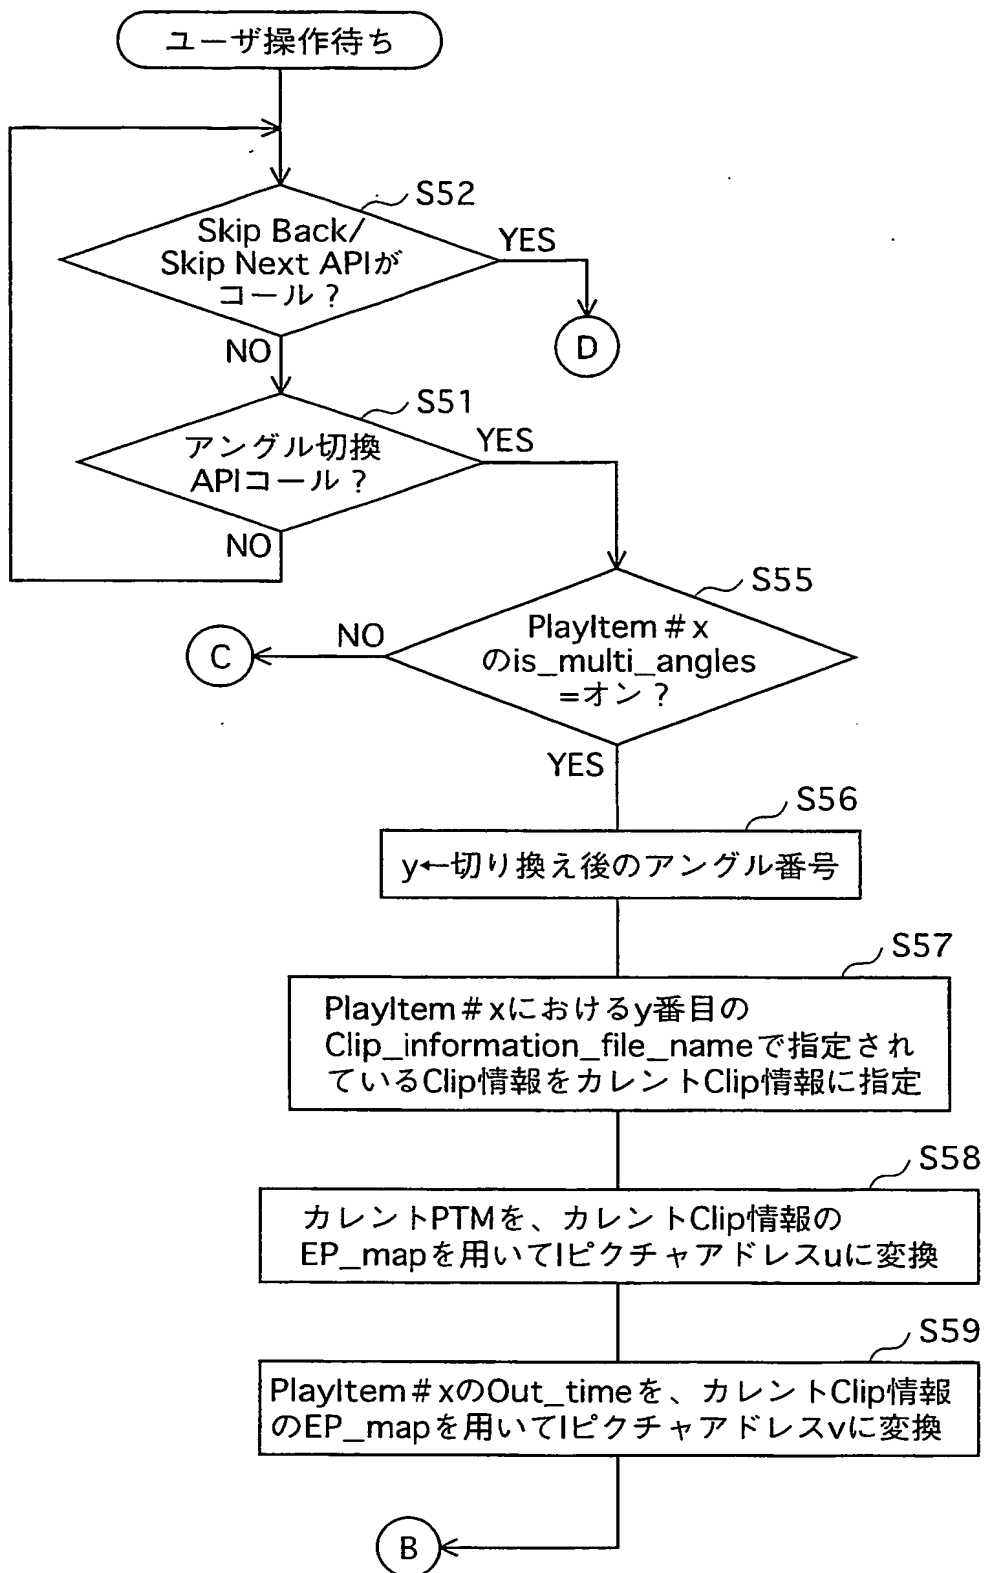 ユーザ操作待ち
S52
Skip Back/
Skip Next APIが
コール？
YES
D
NO
S51
アングル切換
APIコール？
YES
NO
S55
PlayItem＃x
のis_multi_angles
=オン？
NO
C
YES
S56
y←切り換え後のアングル番号
S57
PlayItem＃xにおけるy番目の
Clip_information_file_nameで指定され
ているClip情報をカレントClip情報に指定
S58
カレントPTMを、カレントClip情報の
EP_mapを用いてIピクチャアドレスuに変換
S59
PlayItem＃xのOut_timeを、カレントClip情報
のEP_mapを用いてIピクチャアドレスvに変換
B